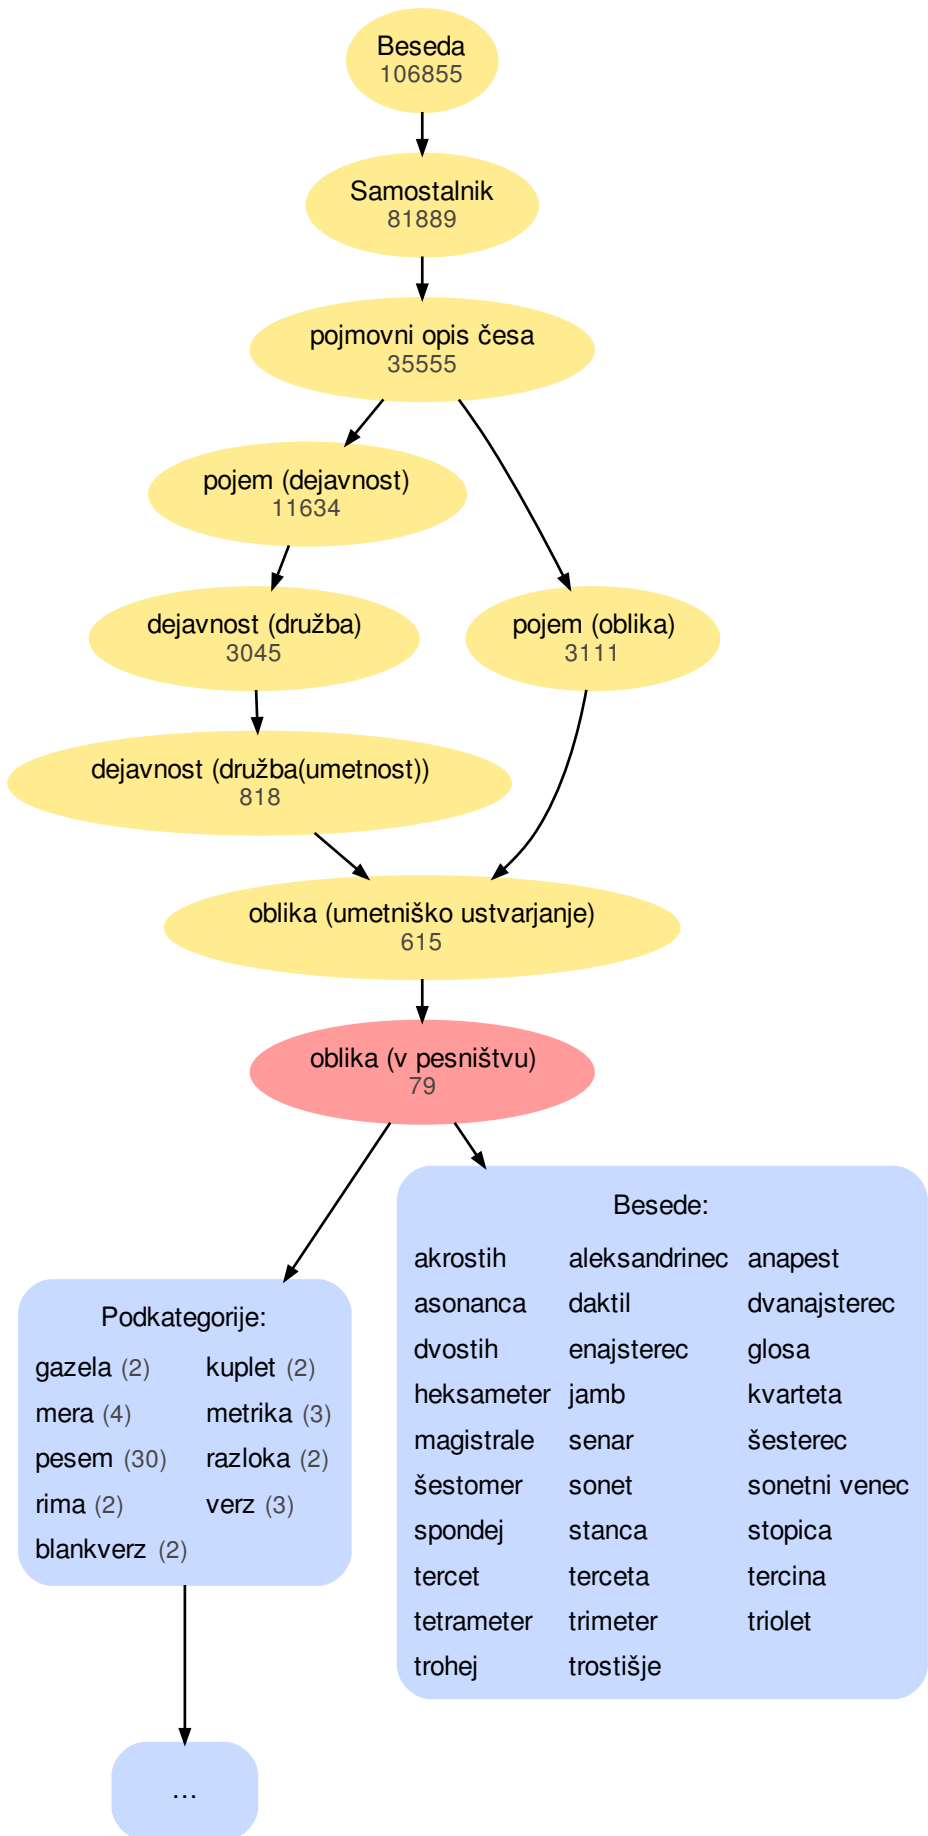 Beseda
106855
Samostalnik
81889
pojmovni opis česa
35555
pojem (dejavnost)
11634
dejavnost (družba)
3045
pojem (oblika)
3111
dejavnost (družba(umetnost))
818
oblika (umetniško ustvarjanje)
615
oblika (v pesništvu)
79
Podkategorije:
gazela (2) kuplet (2)
mera (4) metrika (3)
pesem (30) razloka (2)
rima (2) verz (3)
blankverz (2)
...
Besede:
akrostih aleksandrinec anapest
asonanca daktil dvanajsterec
dvostih enajsterec glosa
heksameter jamb kvarteta
magistrale senar šesterec
šestomer sonet sonetni venec
spondej stanca stopica
tercet terceta tercina
tetrameter trimeter triolet
trohej trostišje